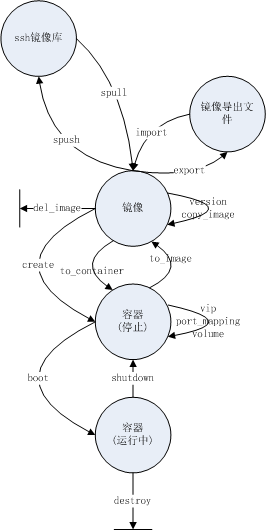 ssh镜像库
spull
镜像导出文
件
import
spush
export
镜像
version
copy_image
del_image
create
to_container
to_image
容器
(停止)
vip
port_mapping
volume
boot
shutdown
容器
(运行中)
destroy